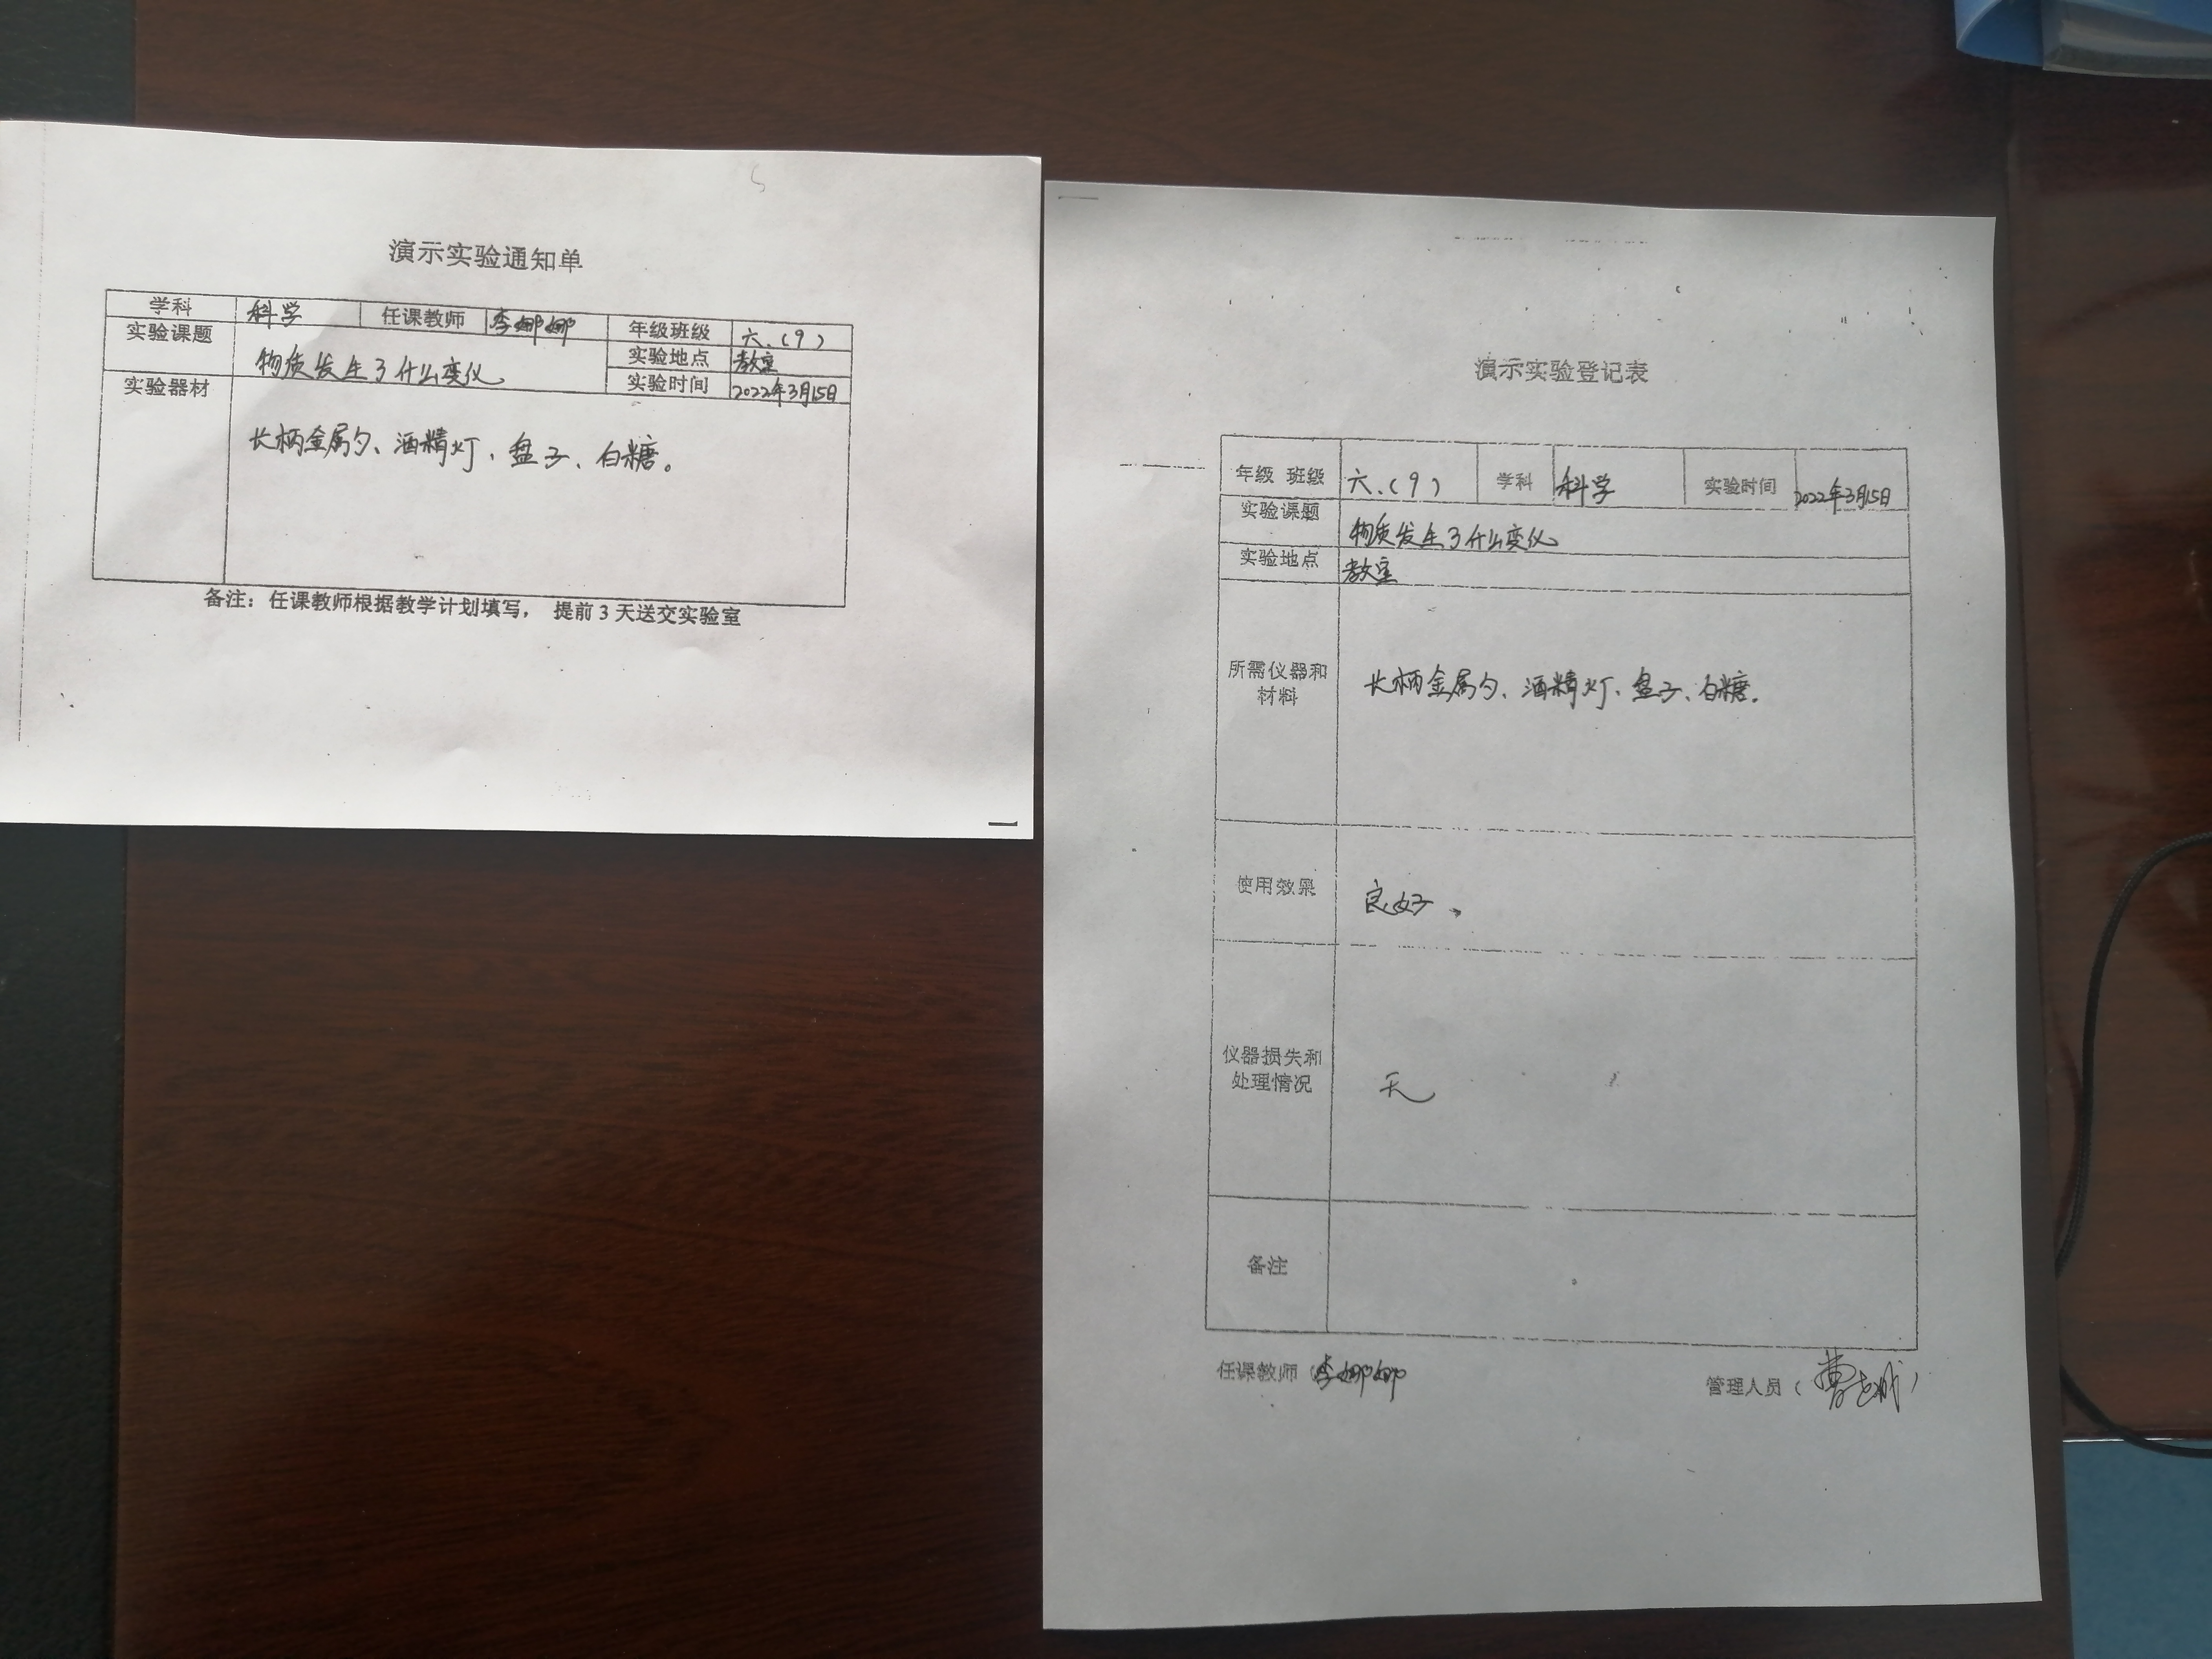 演示实验通知单
学科 科学 任课教师 李娜娜 年级班级 六.(9)
实验课题 物质发生了什么变化 实验地点 教室
实验时间 2022年3月15日
实验器材 长柄金属勺、酒精灯、盘子、白糖。
备注：任课教师根据教学计划填写， 提前3天送交实验室
演示实验登记表
年级 班级 六.(9) 学科 科学 实验时间 2022年3月15日
实验课题 物质发生了什么变化
实验地点 教室
所需仪器和
材料
长柄金属勺、酒精灯、盘子、白糖。
使用效果 良好。
仪器损失和
处理情况
无
备注
任课教师（李娜娜
管理人员（曹 ）